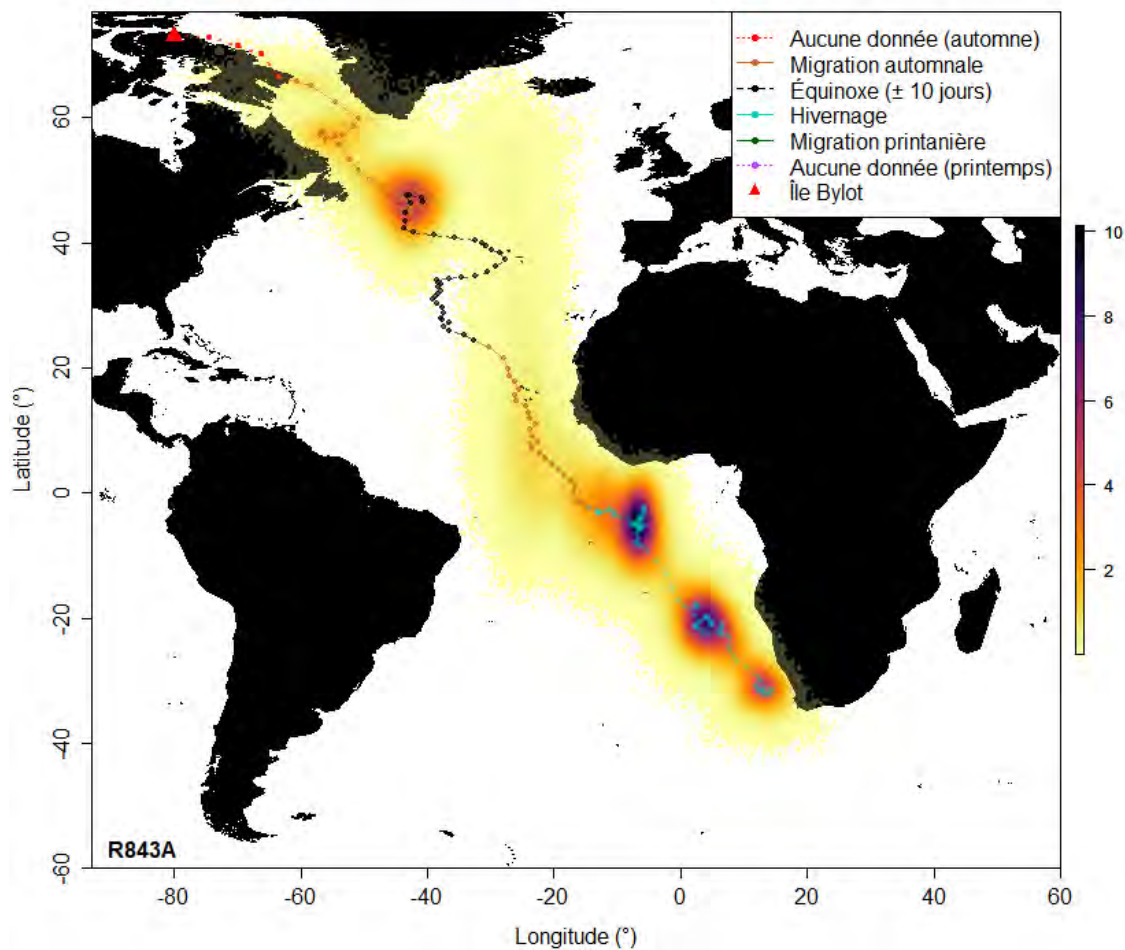 Aucune donnée (automne)
Migration automnale
Équinoxe (± 10 jours)
Hivernage
Migration printanière
Aucune donnée (printemps)
Île Bylot
60
40
20
0
-20
-40
-60
Latitude (°)
10
8
6
4
2
R843A
-80
-60
-40
-20
0
20
40
60
Longitude (°)